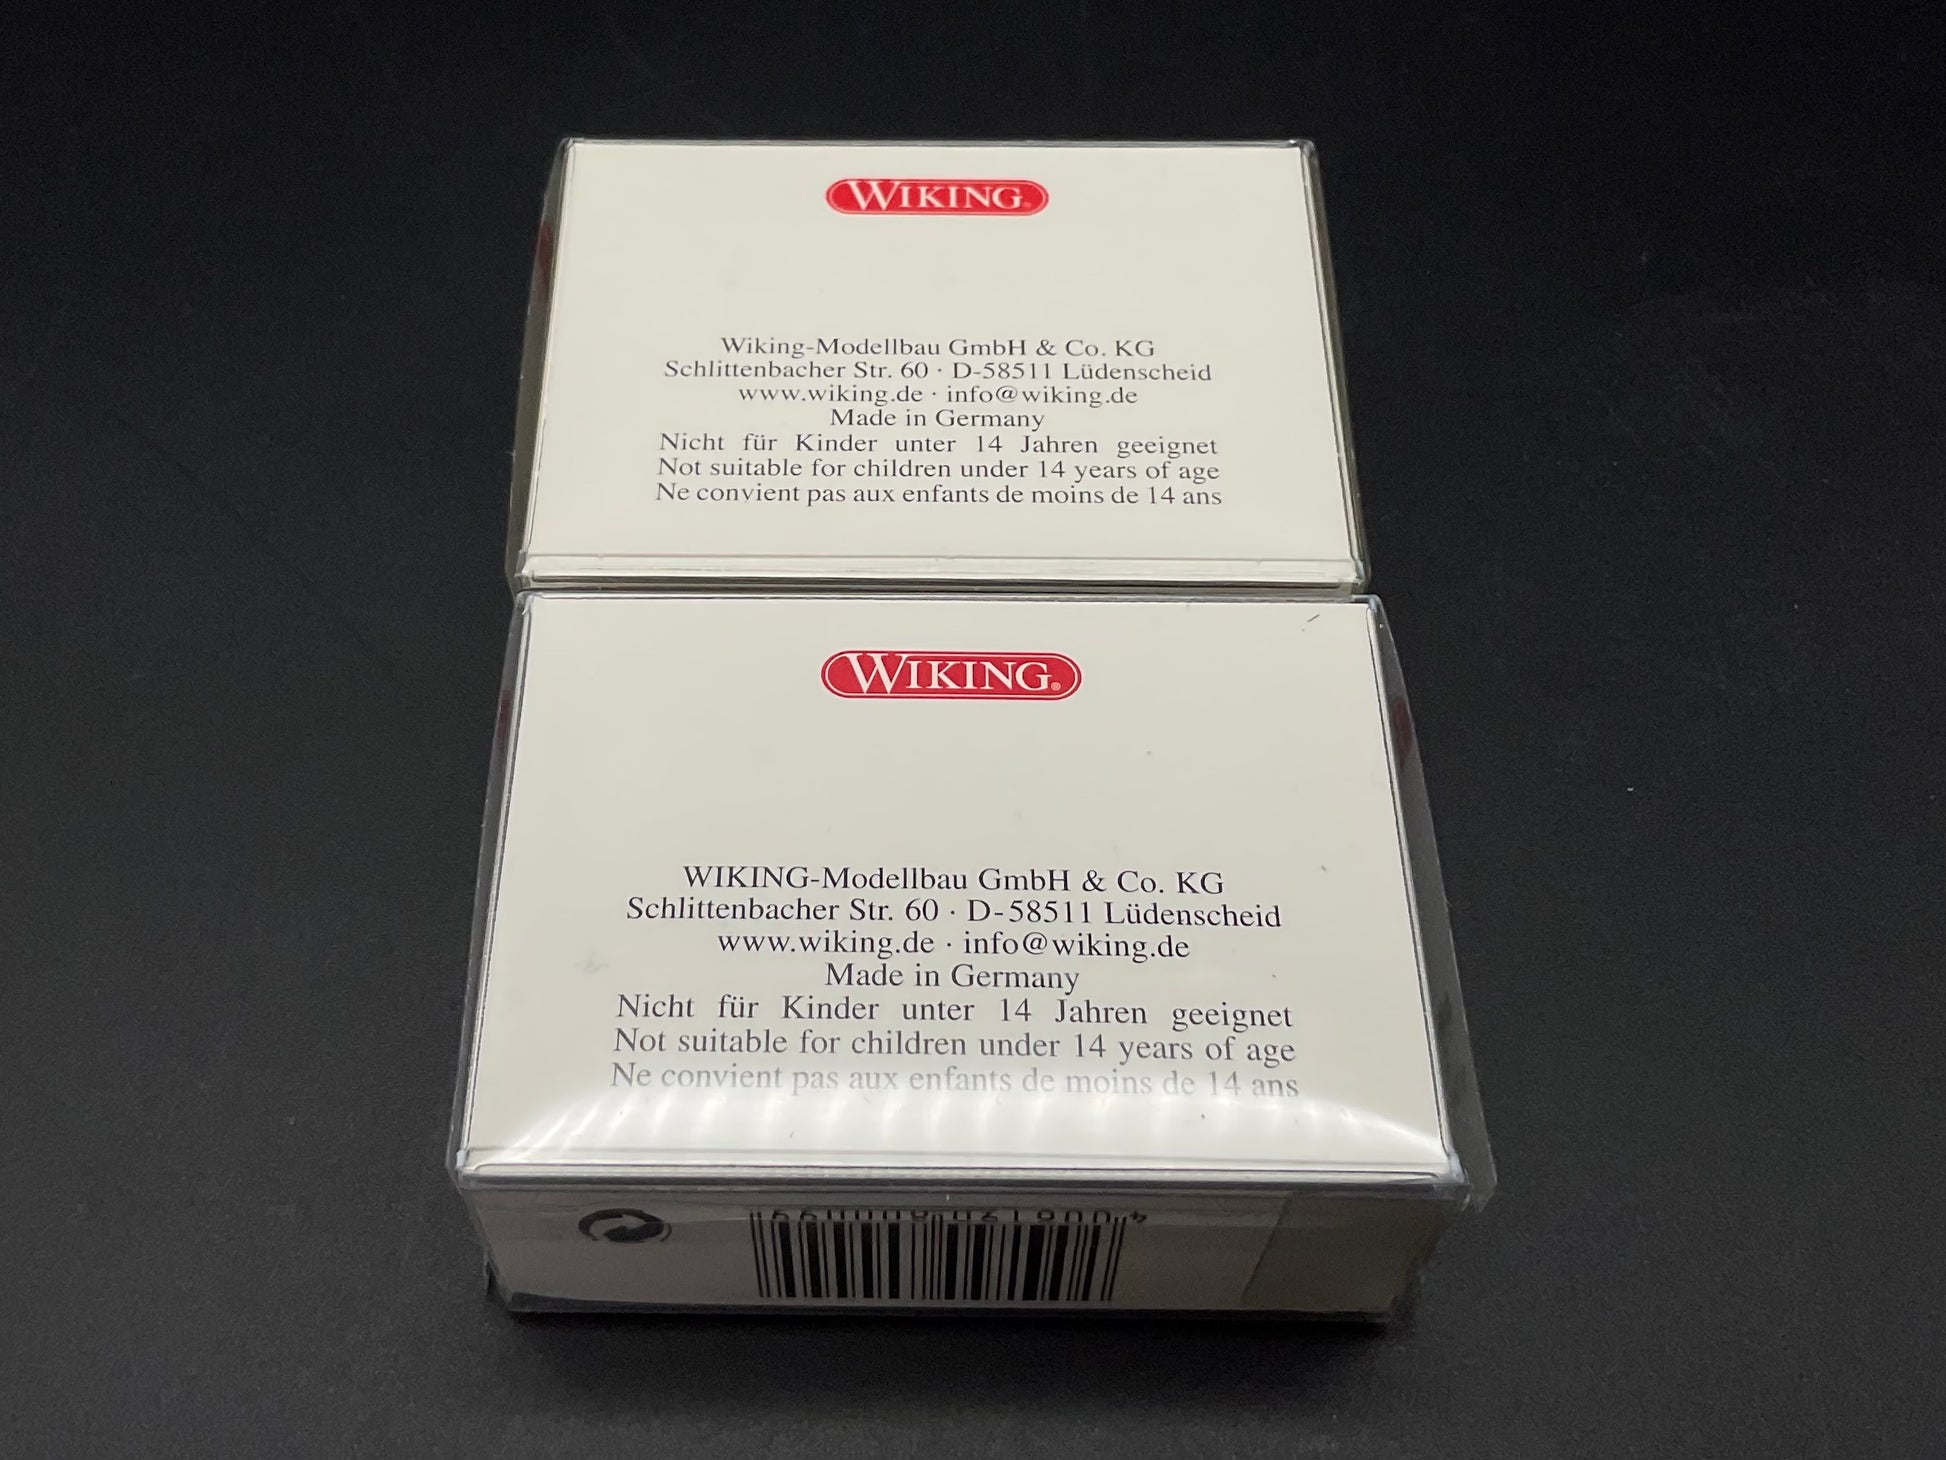 WIKING®
Wiking-Modellbau GmbH & Co. KG
Schlittenbacher Str. 60 · D-58511 Lüdenscheid
www.wiking.de · info@wiking.de
Made in Germany
Nicht für Kinder unter 14 Jahren geeignet
Not suitable for children under 14 years of age
Ne convient pas aux enfants de moins de 14 ans
WIKING®
WIKING-Modellbau GmbH & Co. KG
Schlittenbacher Str. 60 · D-58511 Lüdenscheid
www.wiking.de · info@wiking.de
Made in Germany
Nicht für Kinder unter 14 Jahren geeignet
Not suitable for children under 14 years of age
Ne convient pas aux enfants de moins de 14 ans